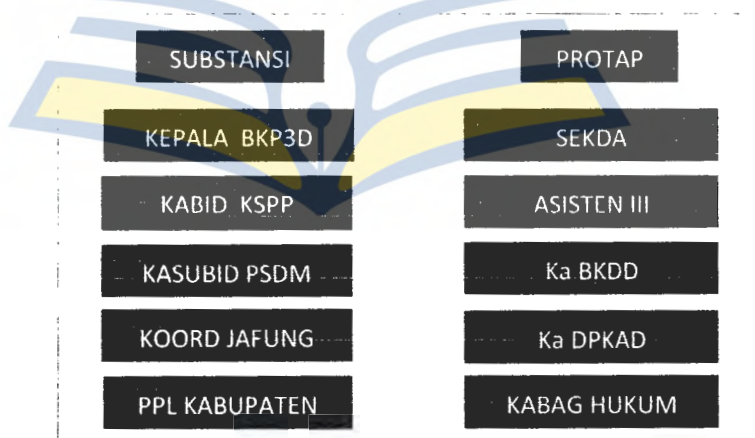 SUBSTANSI
PROTAP
KEPALA BKP3D
SEKDA
KABID KSPP
ASISTEN III
KASUBID PSDM
Ka BKDD
KOORD JAFUNG
Ka DPKAD
PPL KABUPATEN
KABAG HUKUM